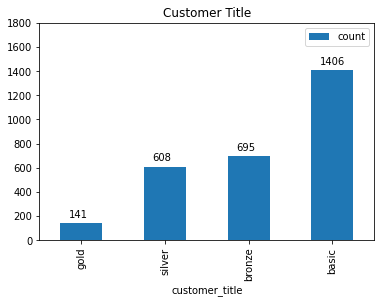 Customer Title
count
1800
1600
1400
1200
1000
800
600
400
200
0
141
608
695
1406
gold
silver
bronze
basic
customer_title